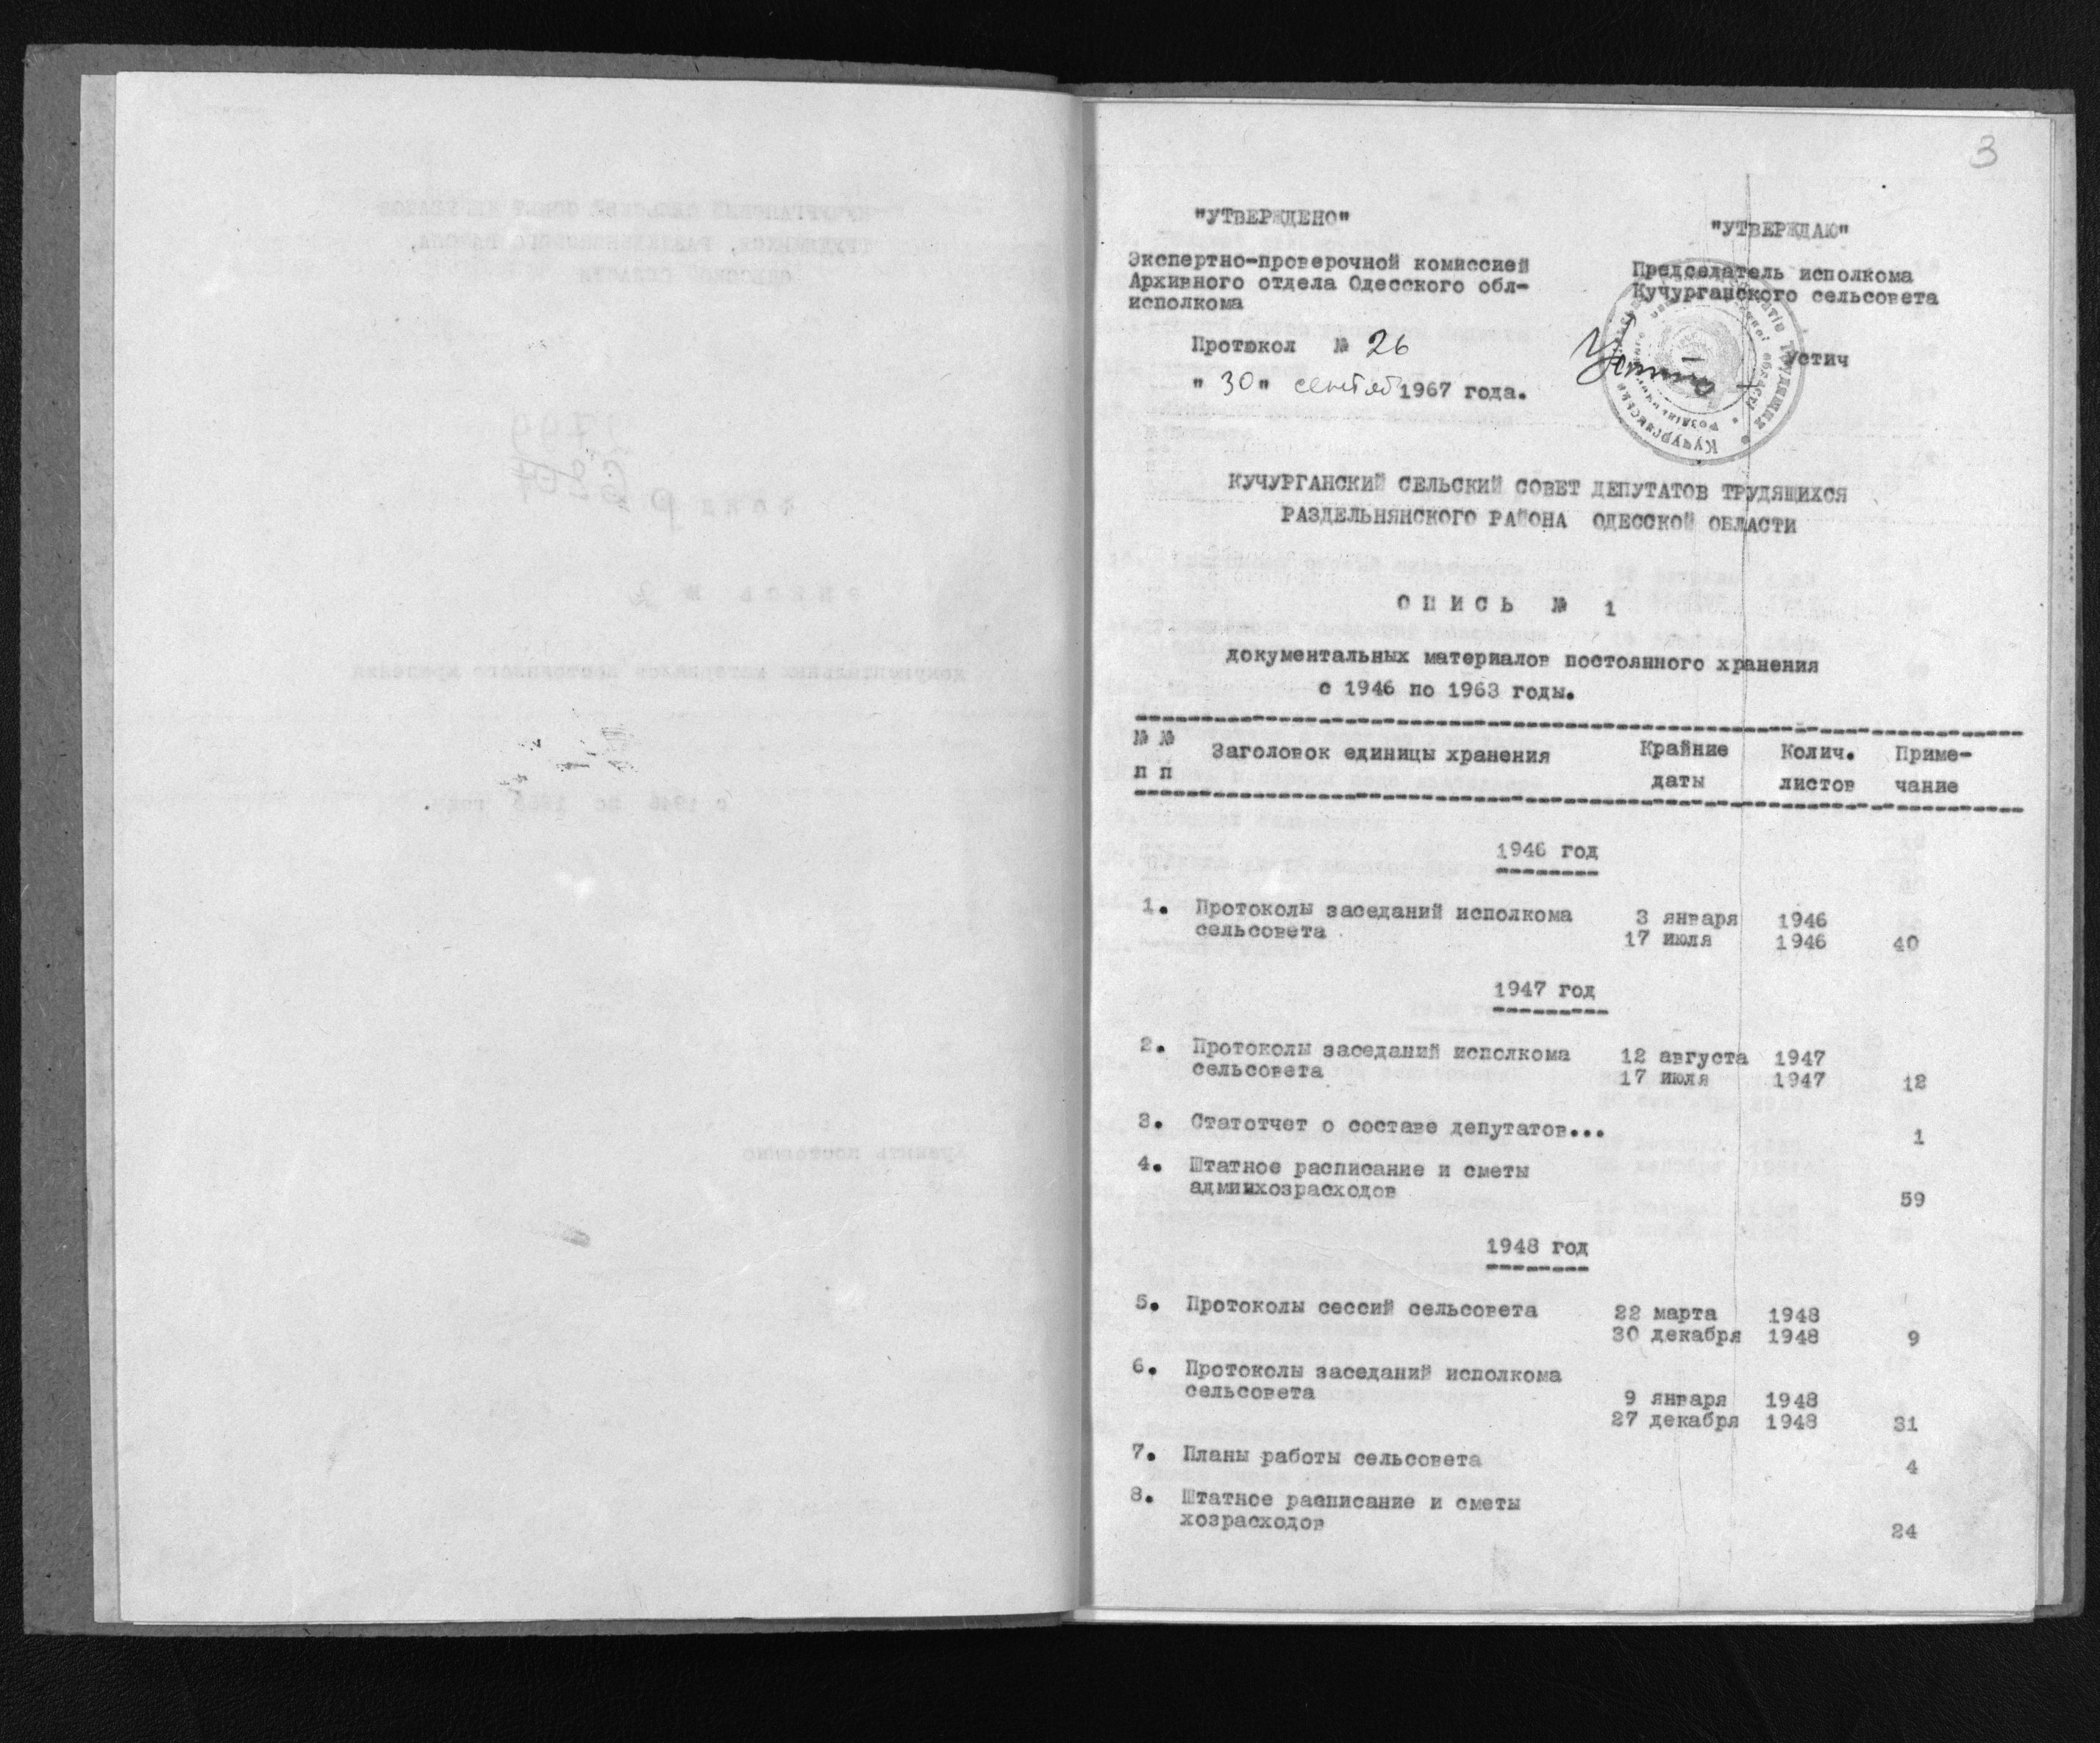 3
"УТВЕРЖДЕНО"
Экспертно-проверочной комиссией
Архивного отдела Одесского обл-
исполкома
Протокол № 26
" 30 " сентяб 1967 года.
"УТВЕРЖДАЮ"
Председатель исполкома
Кучурганского сельсовета
Устич
КУЧУРГАНСКИЙ СЕЛЬСКИЙ СОВЕТ ДЕПУТАТОВ ТРУДЯЩИХСЯ
РАЗДЕЛЬНЯНСКОГО РАЙОНА ОДЕССКОЙ ОБЛАСТИ
О П И С Ь № 1
документальных материалов постоянного хранения
с 1946 по 1963 годы.
№ № Заголовок единицы хранения Крайние Колич. Приме-
п п даты листов чание
1946 год
1. Протоколы заседаний исполкома 3 января 1946
сельсовета 17 июля 1946 40
1947 год
2. Протоколы заседаний исполкома 12 августа 1947
сельсовета 17 июля 1947 12
3. Статотчет о составе депутатов... 1
4. Штатное расписание и сметы
админхозрасходов 59
1948 год
5. Протоколы сессий сельсовета 22 марта 1948
30 декабря 1948 9
6. Протоколы заседаний исполкома
сельсовета 9 января 1948
27 декабря 1948 31
7. Планы работы сельсовета 4
8. Штатное расписание и сметы
хозрасходов 24